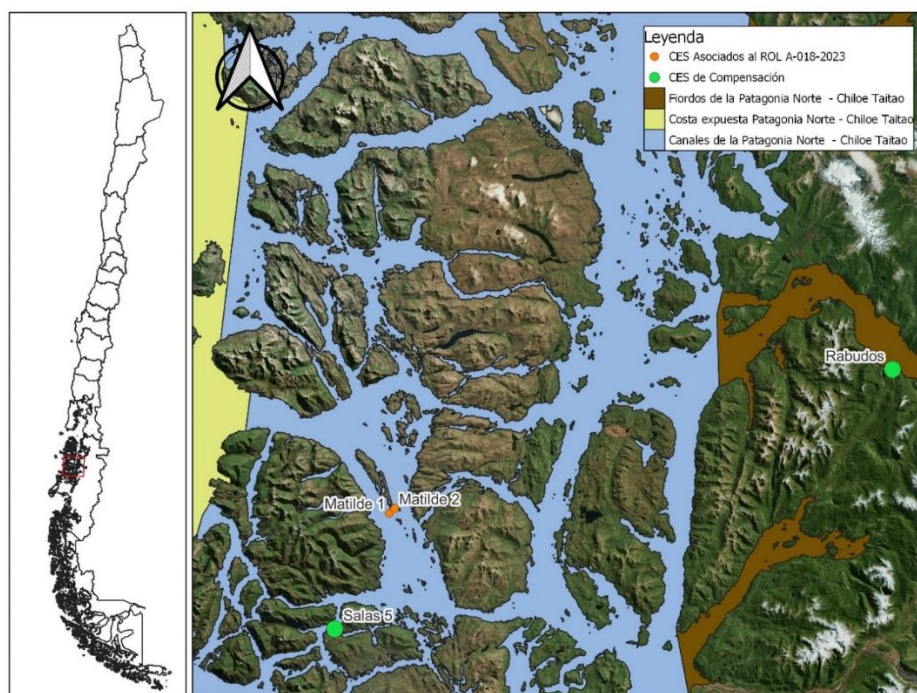 Leyenda
CES Asociados al ROL A-018-2023
CES de Compensación
Fiordos de la Patagonia Norte - Chiloe Taitao
Costa expuesta Patagonia Norte - Chiloe Taitao
Canales de la Patagonia Norte - Chiloe Taitao
Rabudos
Matilde 1
Matilde 2
Salas 5